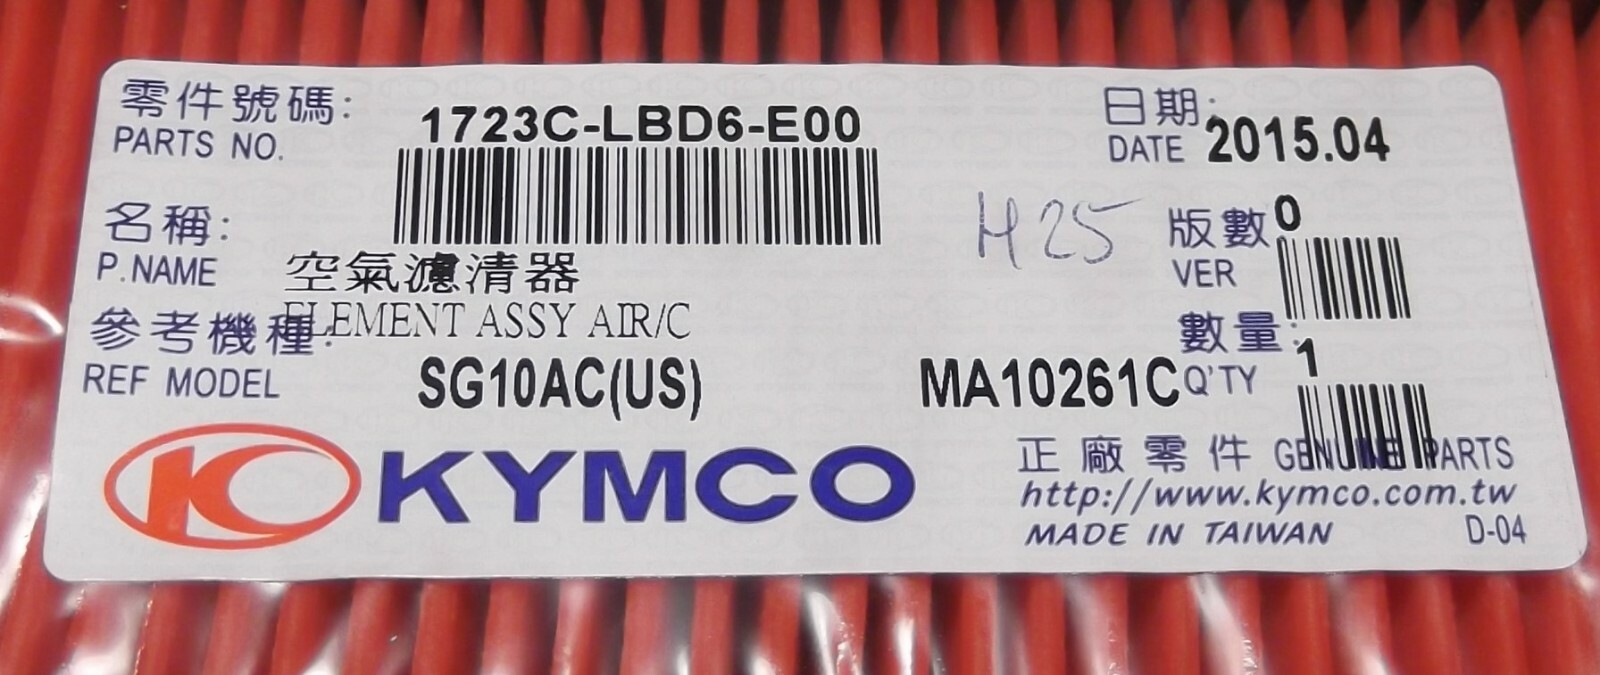 零件號碼:
PARTS NO.
1723C-LBD6-E00
日期:
DATE
2015.04
H25
名稱:
P.NAME
空氣濾清器
ELEMENT ASSY AIR/C
版數
VER
0
參考機種:
REF MODEL
SG10AC(US)
MA10261C
數量:
Q'TY
1
KYMCO
正廠零件 GENUINE PARTS
http://www.kymco.com.tw
MADE IN TAIWAN
D-04